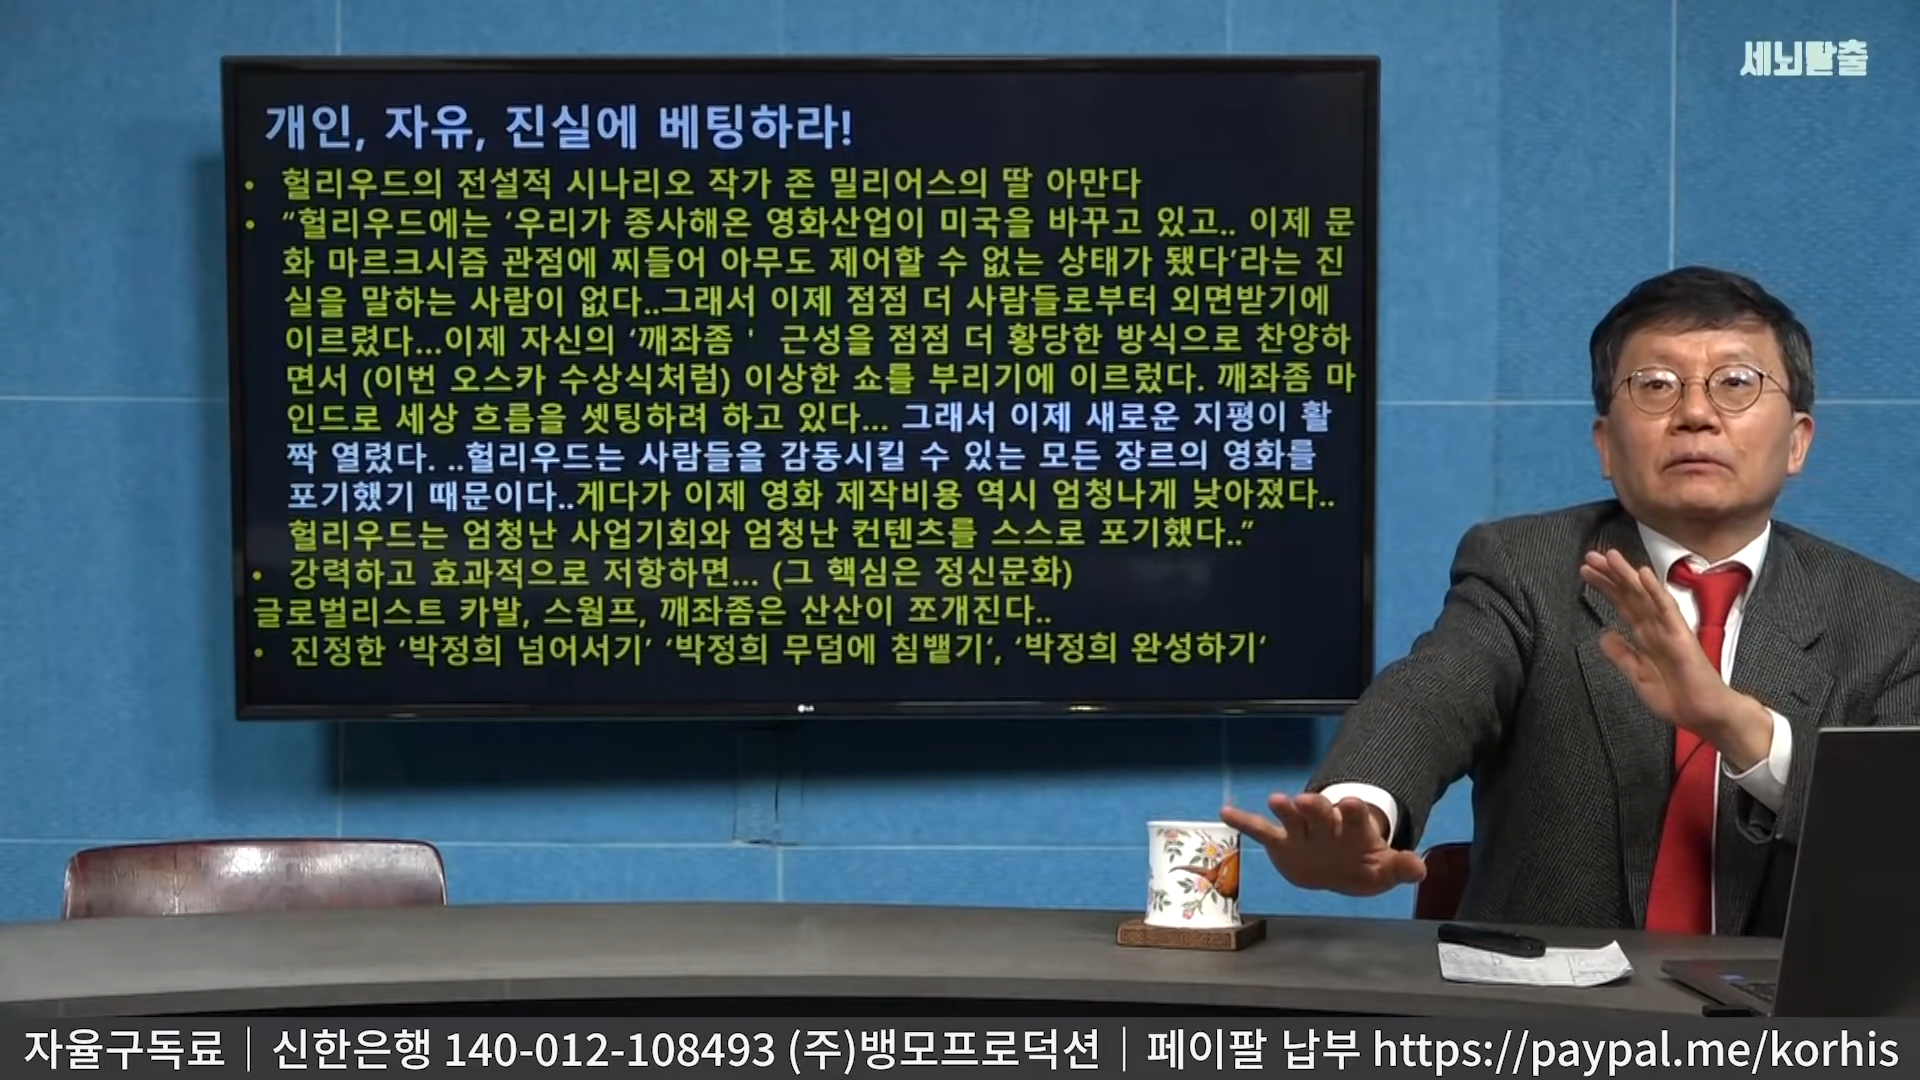 세뇌탈출
개인, 자유, 진실에 베팅하라!
• 헐리우드의 전설적 시나리오 작가 존 밀리어스의 딸 아만다
• “헐리우드에는 ‘우리가 종사해온 영화산업이 미국을 바꾸고 있고.. 이제 문
화 마르크시즘 관점에 찌들어 아무도 제어할 수 없는 상태가 됐다’라는 진
실을 말하는 사람이 없다..그래서 이제 점점 더 사람들로부터 외면받기에
이르렸다...이제 자신의 ‘깨좌좀 ' 근성을 점점 더 황당한 방식으로 찬양하
면서 (이번 오스카 수상식처럼) 이상한 쇼를 부리기에 이르렀다. 깨좌좀 마
인드로 세상 흐름을 셋팅하려 하고 있다... 그래서 이제 새로운 지평이 활
짝 열렸다. ..헐리우드는 사람들을 감동시킬 수 있는 모든 장르의 영화를
포기했기 때문이다..게다가 이제 영화 제작비용 역시 엄청나게 낮아졌다..
헐리우드는 엄청난 사업기회와 엄청난 컨텐츠를 스스로 포기했다..”
• 강력하고 효과적으로 저항하면... (그 핵심은 정신문화)
글로벌리스트 카발, 스웜프, 깨좌좀은 산산이 쪼개진다..
• 진정한 ‘박정희 넘어서기’ ‘박정희 무덤에 침뱉기’, ‘박정희 완성하기’
LG
자율구독료│신한은행 140-012-108493 (주)뱅모프로덕션│페이팔 납부 https://paypal.me/korhis